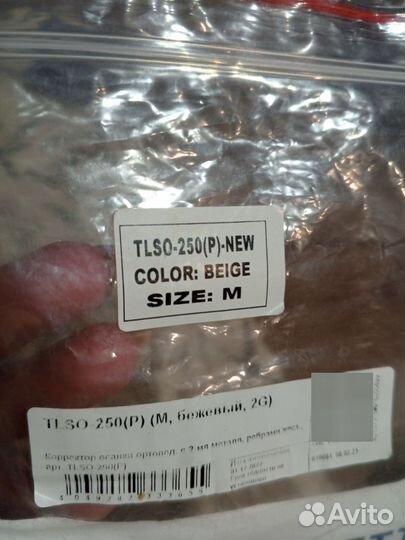 TLSO-250(P)-NEW
COLOR: BEIGE
SIZE: M
TLSO-250(P) (M, бежевый, 2G)
Корректор осанки ортопед. с 2 мя металл. ребрами жест.,
арт. TLSO-250(P)
Avito